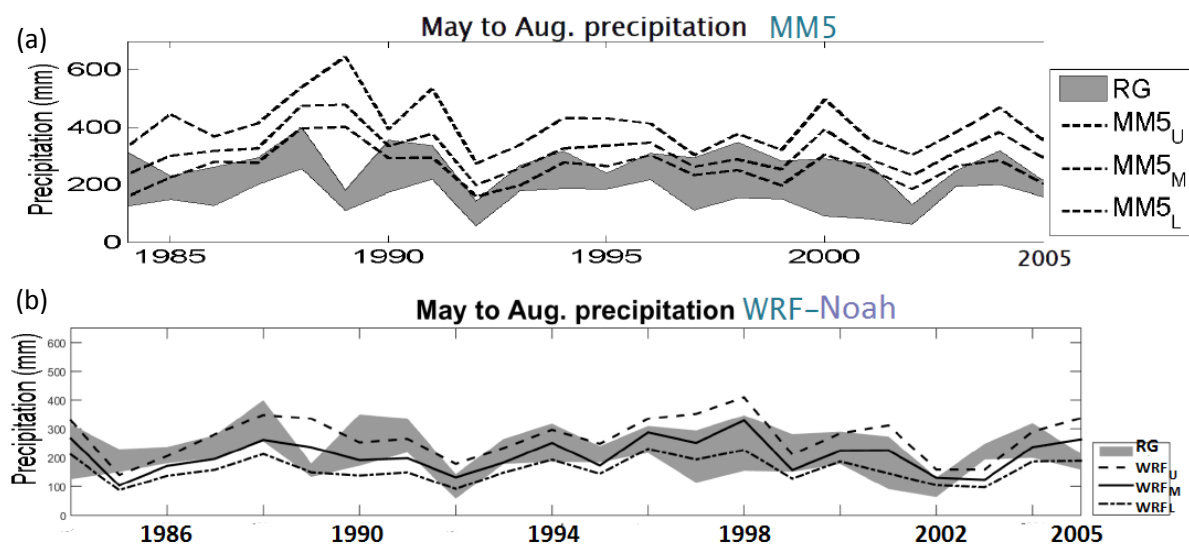 (a)
May to Aug. precipitation MM5
Precipitation (mm)
600
400
200
0
1985
1990
1995
2000
2005
RG
MM5U
MM5M
MM5L
(b)
May to Aug. precipitation WRF-Noah
Precipitation (mm)
600
500
400
300
200
100
0
1986
1990
1994
1998
2002
2005
RG
WRFU
WRFM
WRFL